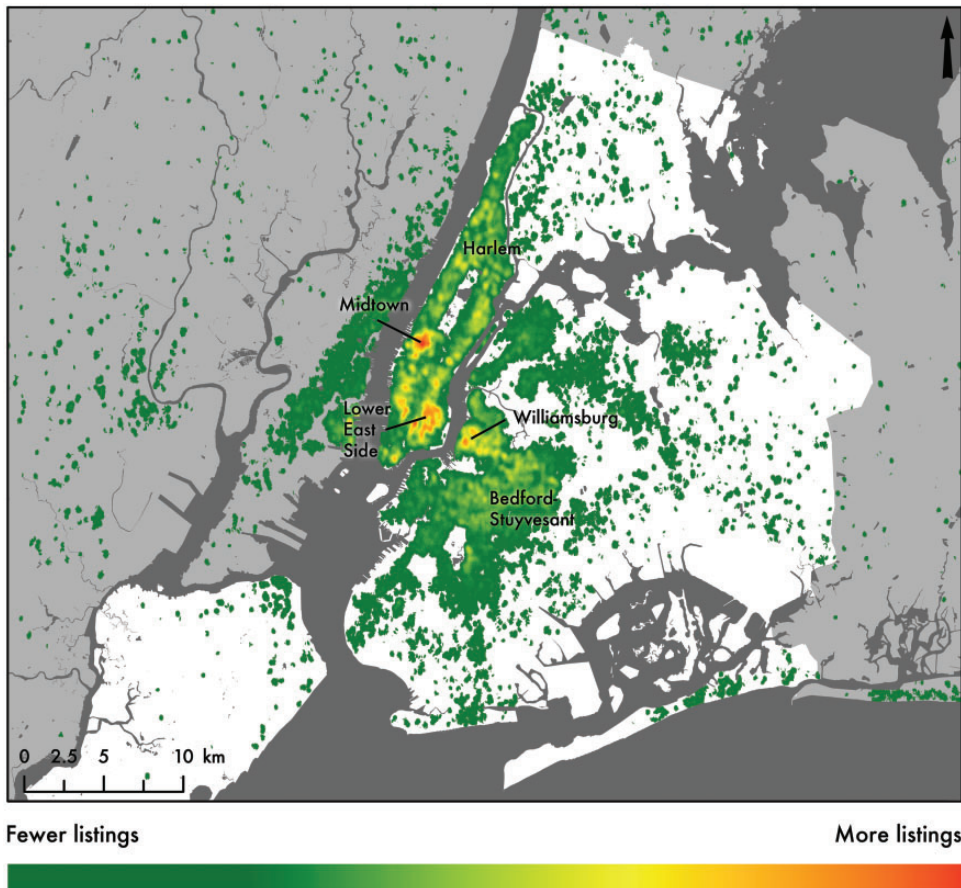 Harlem
Midtown
Lower
East
Side
Williamsburg
Bedford-
Stuyvesant
0 2.5 5 10 km
Fewer listings
More listings